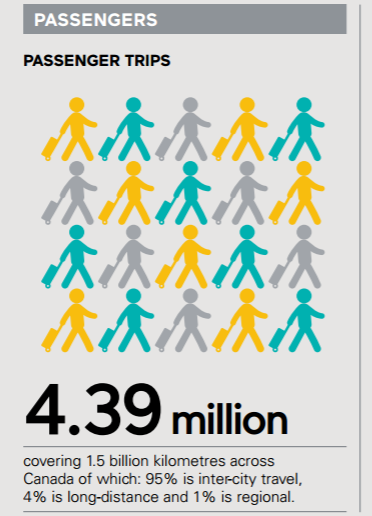 PASSENGERS
PASSENGER TRIPS
4.39 million
covering 1.5 billion kilometres across
Canada of which: 95% is inter-city travel,
4% is long-distance and 1% is regional.